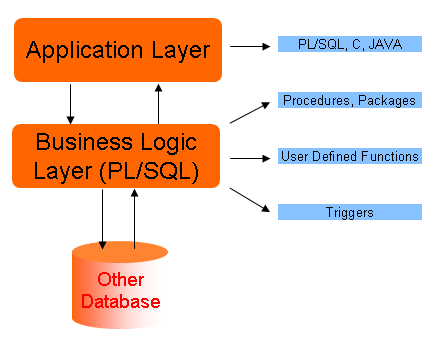 Application Layer
PL/SQL, C, JAVA
Procedures, Packages
Business Logic
Layer (PL/SQL)
User Defined Functions
Triggers
Other
Database